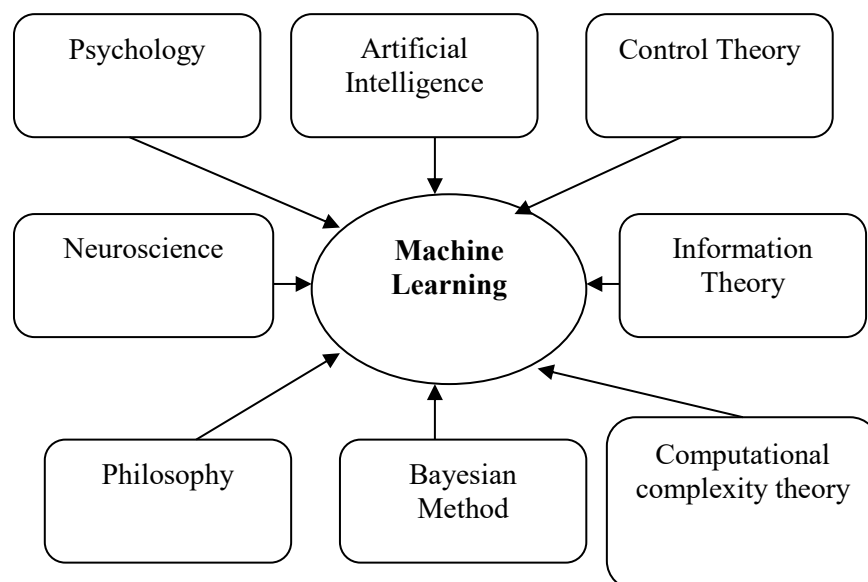 Psychology
Artificial
Intelligence
Control Theory
Neuroscience
Machine
Learning
Information
Theory
Philosophy
Bayesian
Method
Computational
complexity theory